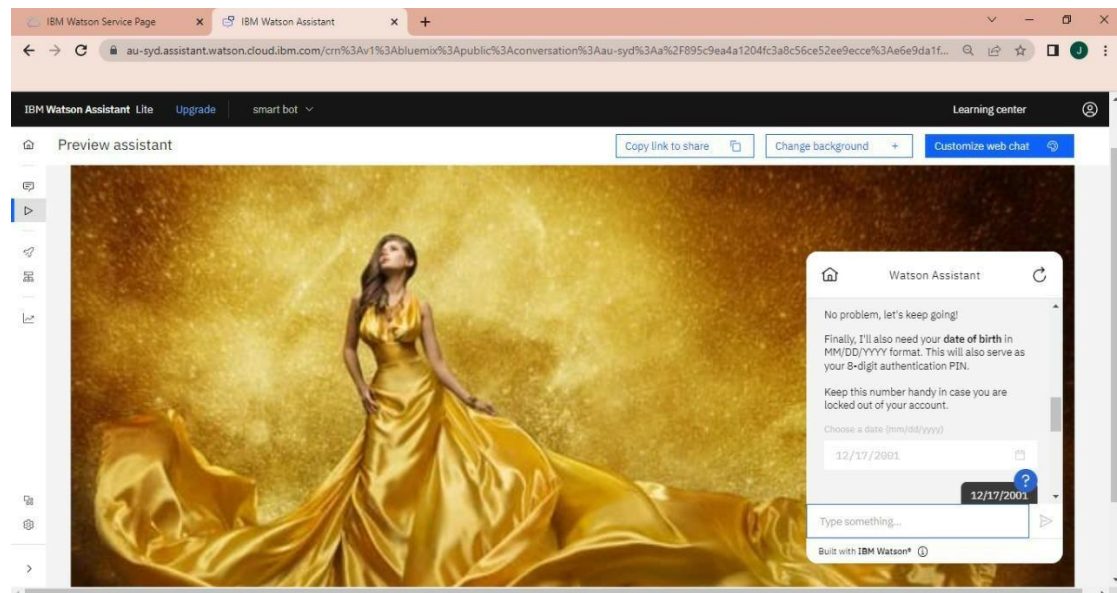 IBM Watson Service Page
IBM Watson Assistant
au-syd.assistant.watson.cloud.ibm.com/crn%3Av1%3Abluemix%3Apublic%3Aconversation%3Aau-syd%3Aa%2F895c9ea4a1204fc3a8c56ce52ee9ecce%3Ae6e9da1f...
J
IBM Watson Assistant Lite Upgrade smart bot Learning center
Preview assistant Copy link to share Change background + Customize web chat
Watson Assistant
No problem, let's keep going!
Finally, I'll also need your date of birth in
MM/DD/YYYY format. This will also serve as
your 8-digit authentication PIN.
Keep this number handy in case you are
locked out of your account.
Choose a date (mm/dd/yyyy)
12/17/2001
?
12/17/2001
Type something...
Built with IBM Watson®